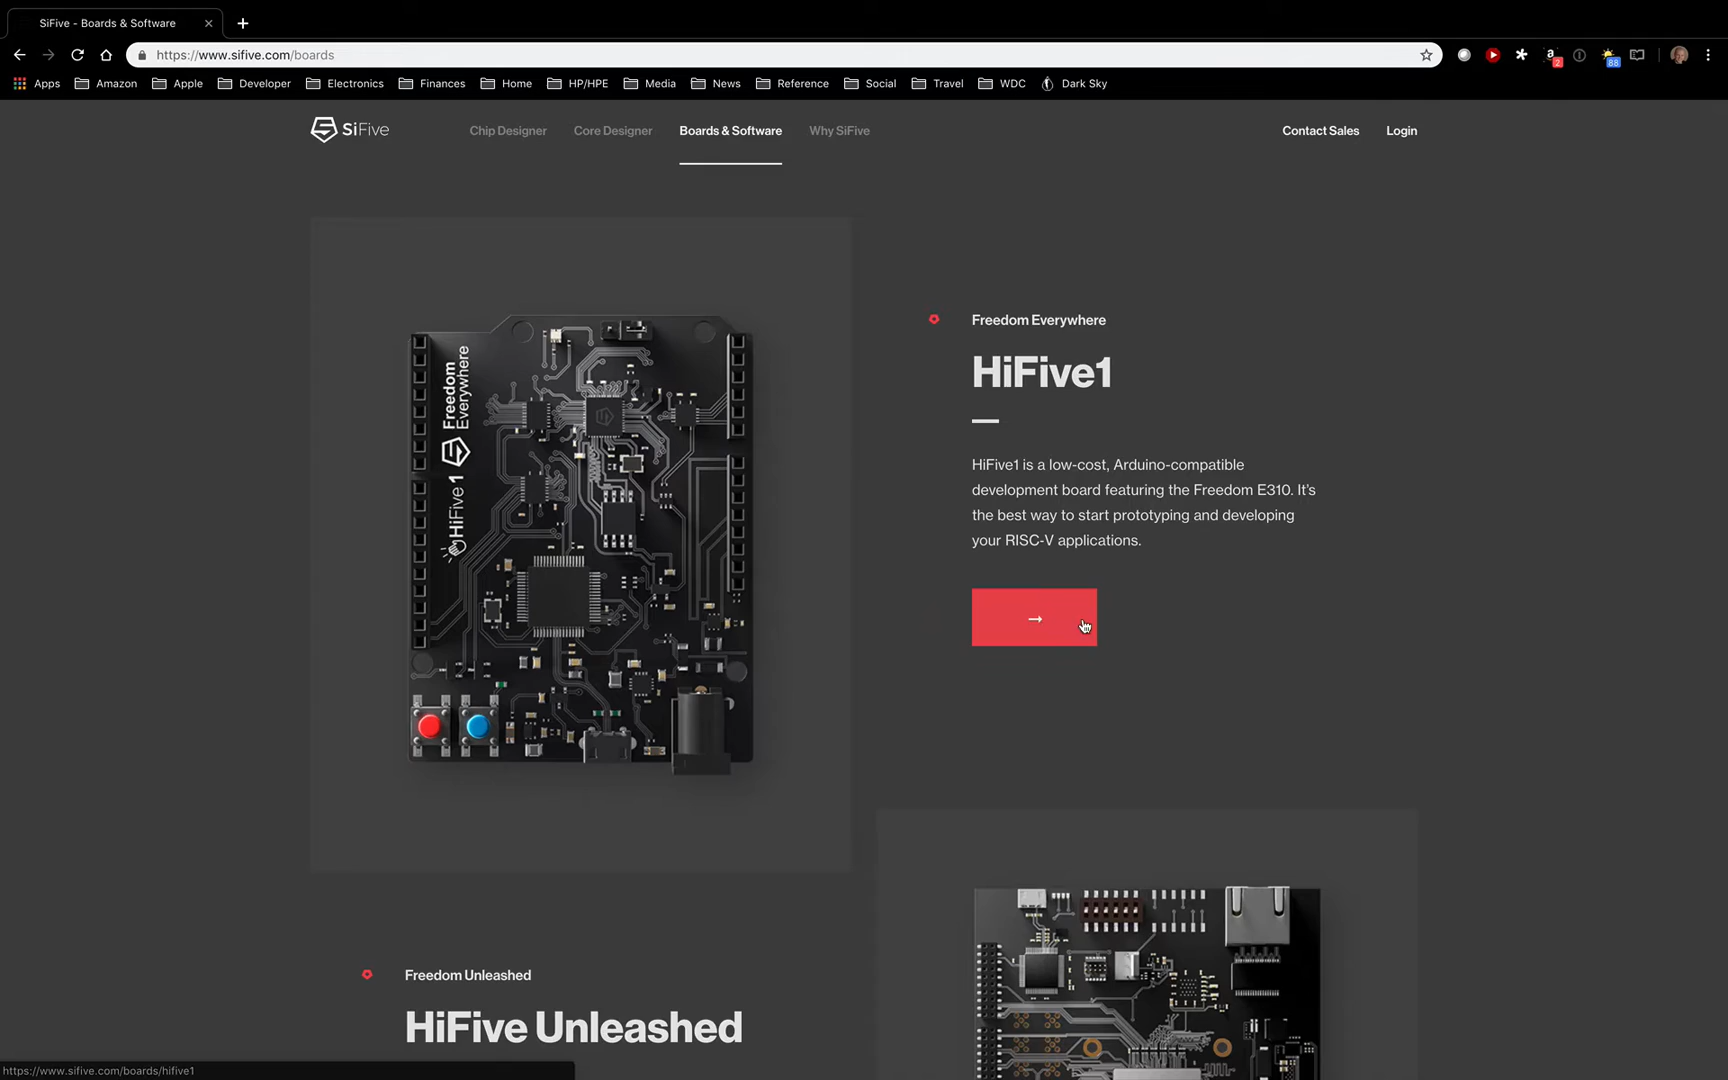 SiFive - Boards & Software
https://www.sifive.com/boards
2
88
Apps Amazon Apple Developer Electronics Finances Home HP/HPE Media News Reference Social Travel WDC Dark Sky
SiFive Chip Designer Core Designer Boards & Software Why SiFive Contact Sales Login
Freedom
Everywhere
HiFive1
Freedom Everywhere
HiFive1
HiFive1 is a low-cost, Arduino-compatible
development board featuring the Freedom E310. It's
the best way to start prototyping and developing
your RISC-V applications.
→
Freedom Unleashed
HiFive Unleashed
https://www.sifive.com/boards/hifive1